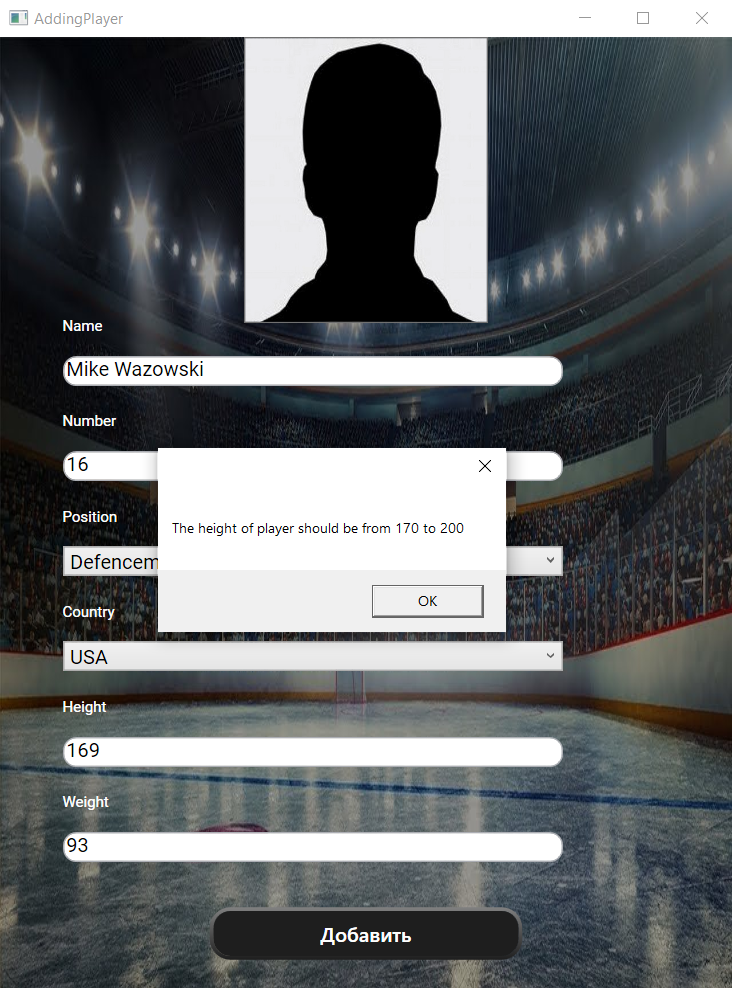 AddingPlayer
Name
Mike Wazowski
Number
16
The height of player should be from 170 to 200
OK
Position
Defencem
Country
USA
Height
169
Weight
93
Добавить